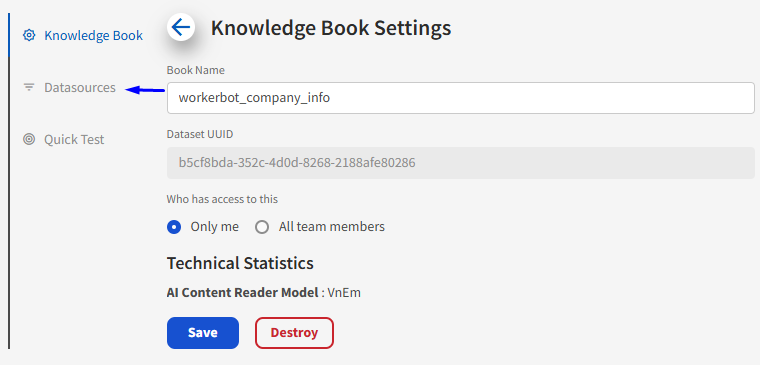 Knowledge Book
Datasources
Quick Test
Knowledge Book Settings
Book Name
workerbot_company_info
Dataset UUID
b5cf8bda-352c-4d0d-8268-2188afe80286
Who has access to this
Only me
All team members
Technical Statistics
AI Content Reader Model : VnEm
Save
Destroy